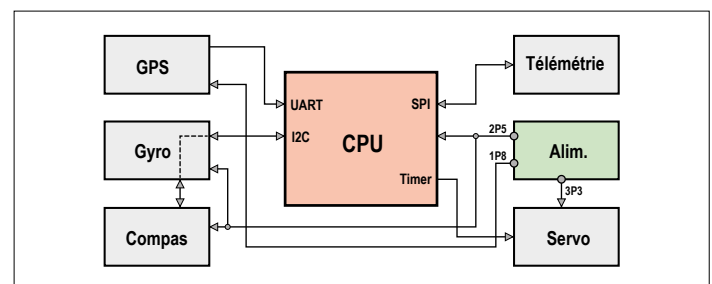 GPS
Télémétrie
UART
SPI
I2C
CPU
2P5
Gyro
1P8
Alim.
Timer
3P3
Compas
Servo